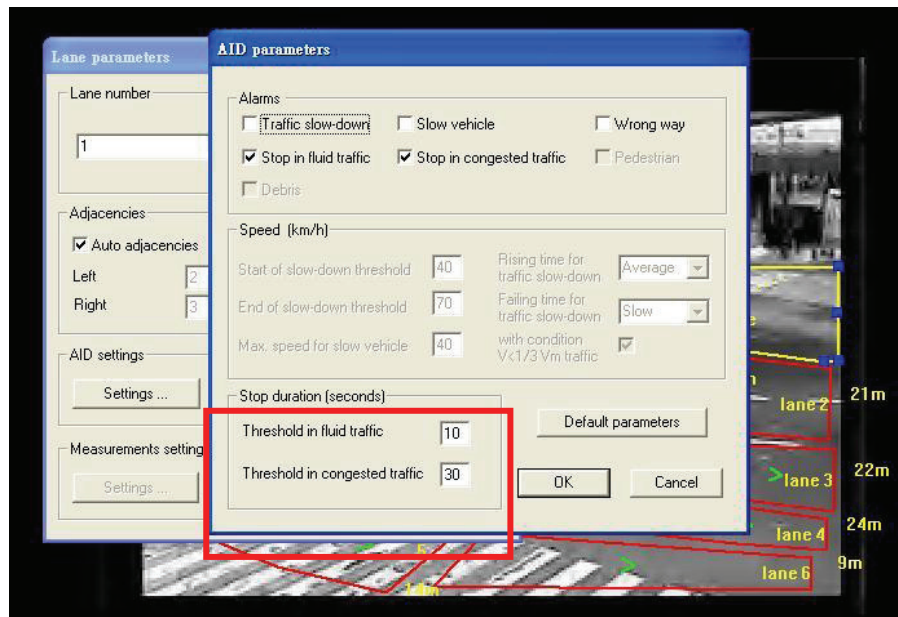 Lane parameters
Lane number
1
Adjacencies
Auto adjacencies
Left 2
Right 3
AID settings
Settings ...
Measurements setting
Settings ...
AID parameters
Alarms
Traffic slow-down Slow vehicle Wrong way
Stop in fluid traffic Stop in congested traffic Pedestrian
Debris
Speed (km/h)
Start of slow-down threshold 40
Rising time for
traffic slow-down Average
End of slow-down threshold 70
Failing time for
traffic slow-down Slow
Max. speed for slow vehicle 40
with condition
V<1/3 Vm traffic
Stop duration (seconds)
Threshold in fluid traffic 10
Threshold in congested traffic 30
Default parameters
OK Cancel
lane 2 21m
lane 3 22m
lane 4 24m
lane 6 9m